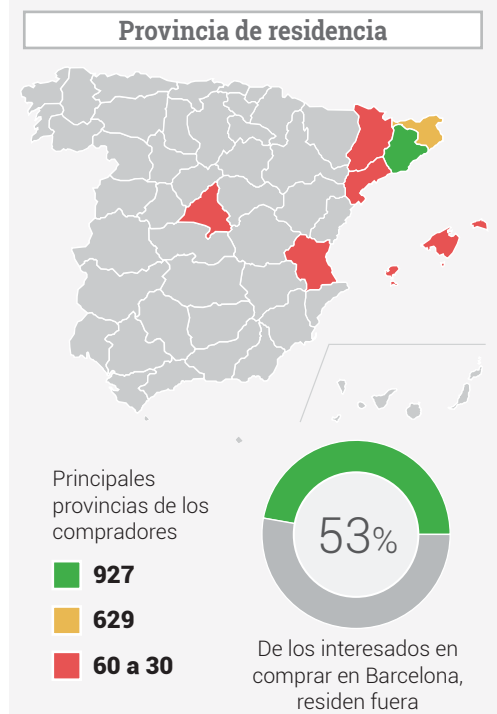 Provincia de residencia
Principales
provincias de los
compradores
927
629
60 a 30
53%
De los interesados en
comprar en Barcelona,
residen fuera